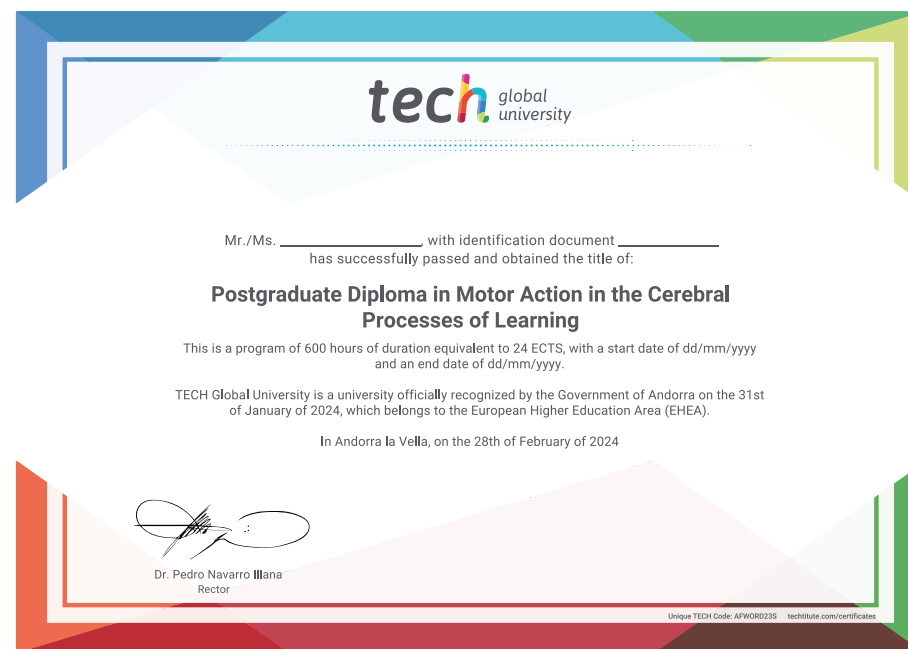 tech global university
Mr./Ms. ____________, with identification document ____________
has successfully passed and obtained the title of:
Postgraduate Diploma in Motor Action in the Cerebral
Processes of Learning
This is a program of 600 hours of duration equivalent to 24 ECTS, with a start date of dd/mm/yyyy
and an end date of dd/mm/yyyy.
TECH Global University is a university officially recognized by the Government of Andorra on the 31st
of January of 2024, which belongs to the European Higher Education Area (EHEA).
In Andorra la Vella, on the 28th of February of 2024
Dr. Pedro Navarro Illana
Rector
Unique TECH Code: AFWORD23S techtitute.com/certificates